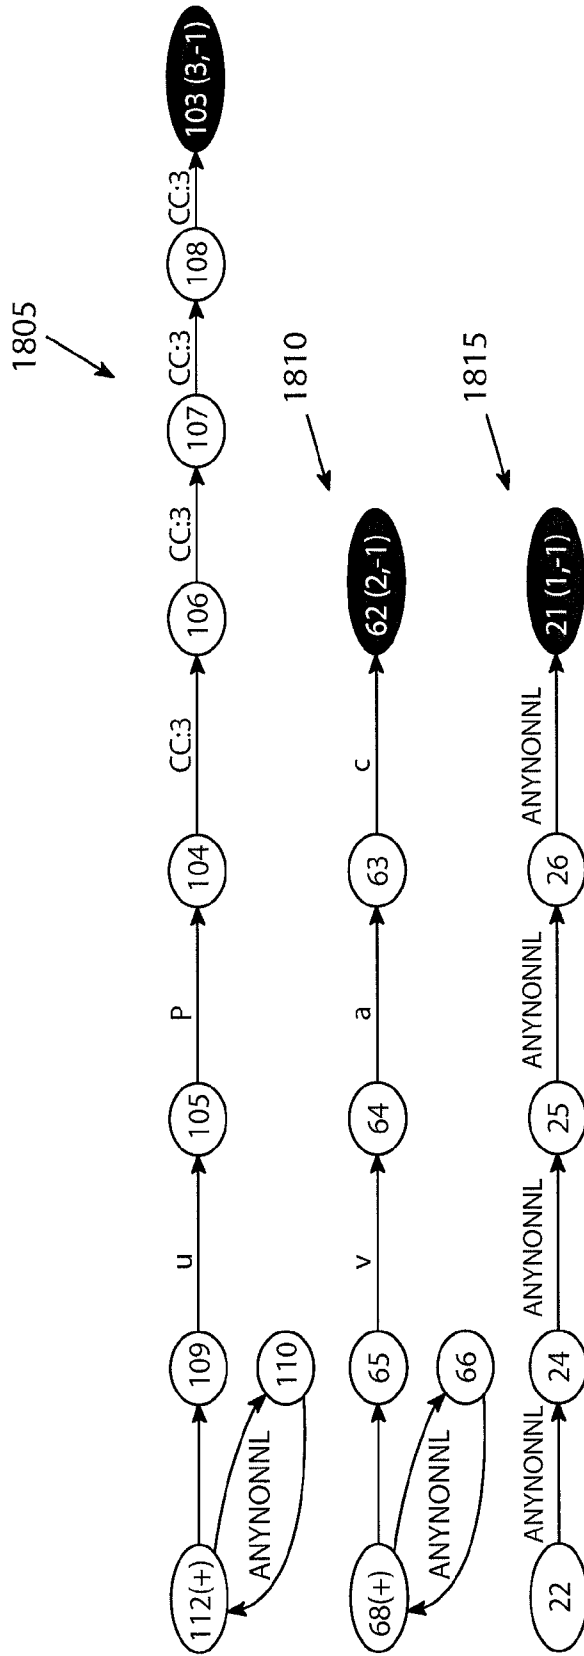 1805
112(+)
109
u
105
P
104
CC:3
106
CC:3
107
CC:3
108
CC:3
103 (3,-1)
ANYNONNL
110
1810
68(+)
65
v
64
a
63
c
62 (2,-1)
ANYNONNL
66
1815
22
ANYNONNL
24
ANYNONNL
25
ANYNONNL
26
ANYNONNL
21 (1,-1)